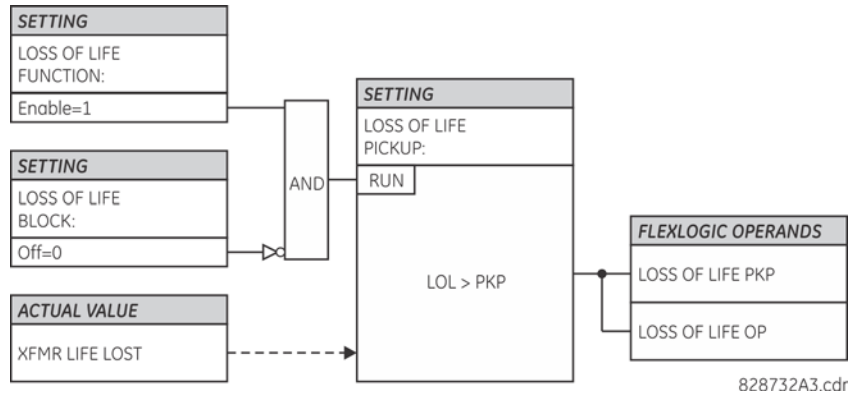 SETTING
LOSS OF LIFE
FUNCTION:
Enable=1
SETTING
LOSS OF LIFE
BLOCK:
Off=0
ACTUAL VALUE
XFMR LIFE LOST
AND
SETTING
LOSS OF LIFE
PICKUP:
RUN
LOL > PKP
FLEXLOGIC OPERANDS
LOSS OF LIFE PKP
LOSS OF LIFE OP
828732A3.cdr